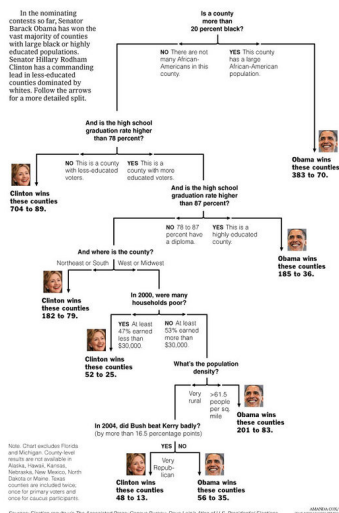 In the nominating
contests so far, Senator
Barack Obama has won the
vast majority of counties
with large black or highly
educated populations.
Senator Hillary Rodham
Clinton has a commanding
lead in less-educated
counties dominated by
whites. Follow the arrows
for a more detailed split.
Is a county
more than
20 percent black?
NO There are not
many African-
Americans in this
county.
YES This county
has a large
African-American
population.
And is the high school
graduation rate higher
than 78 percent?
Obama wins
these counties
383 to 70.
NO This is a county
with less-educated
voters.
YES This is a
county with more
educated voters.
Clinton wins
these counties
704 to 89.
And is the high school
graduation rate higher
than 87 percent?
NO 78 to 87
percent have
a diploma.
YES This is a
highly educated
county.
Obama wins
these counties
185 to 36.
And where is the county?
Northeast or South
West or Midwest
Clinton wins
these counties
182 to 79.
In 2000, were many
households poor?
YES At least
47% earned
less than
$30,000.
NO At least
53% earned
more than
$30,000.
Clinton wins
these counties
52 to 25.
What's the population
density?
Very
rural
>61.5
people
per sq.
mile
Obama wins
these counties
201 to 83.
In 2004, did Bush beat Kerry badly?
(by more than 16.5 percentage points)
YES
NO
Very
Repub-
lican
Clinton wins
these counties
48 to 13.
Obama wins
these counties
56 to 35.
Note: Chart excludes Florida
and Michigan. County-level
results are not available in
Alaska, Hawaii, Kansas,
Nebraska, New Mexico, North
Dakota or Maine. Texas
counties are included twice;
once for primary voters and
once for caucus participants.
AMANDA COX/